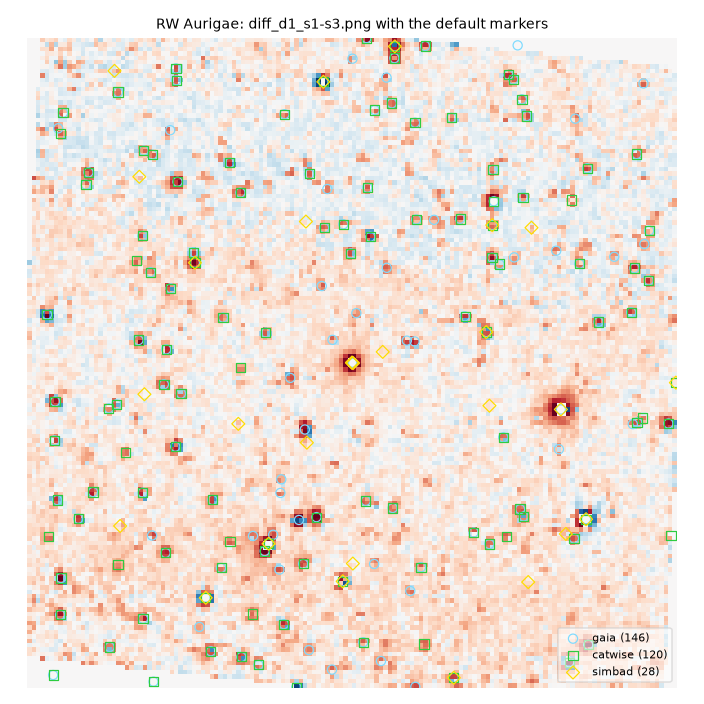 RW Aurigae: diff_d1_s1-s3.png with the default markers
gaia (146)
catwise (120)
simbad (28)